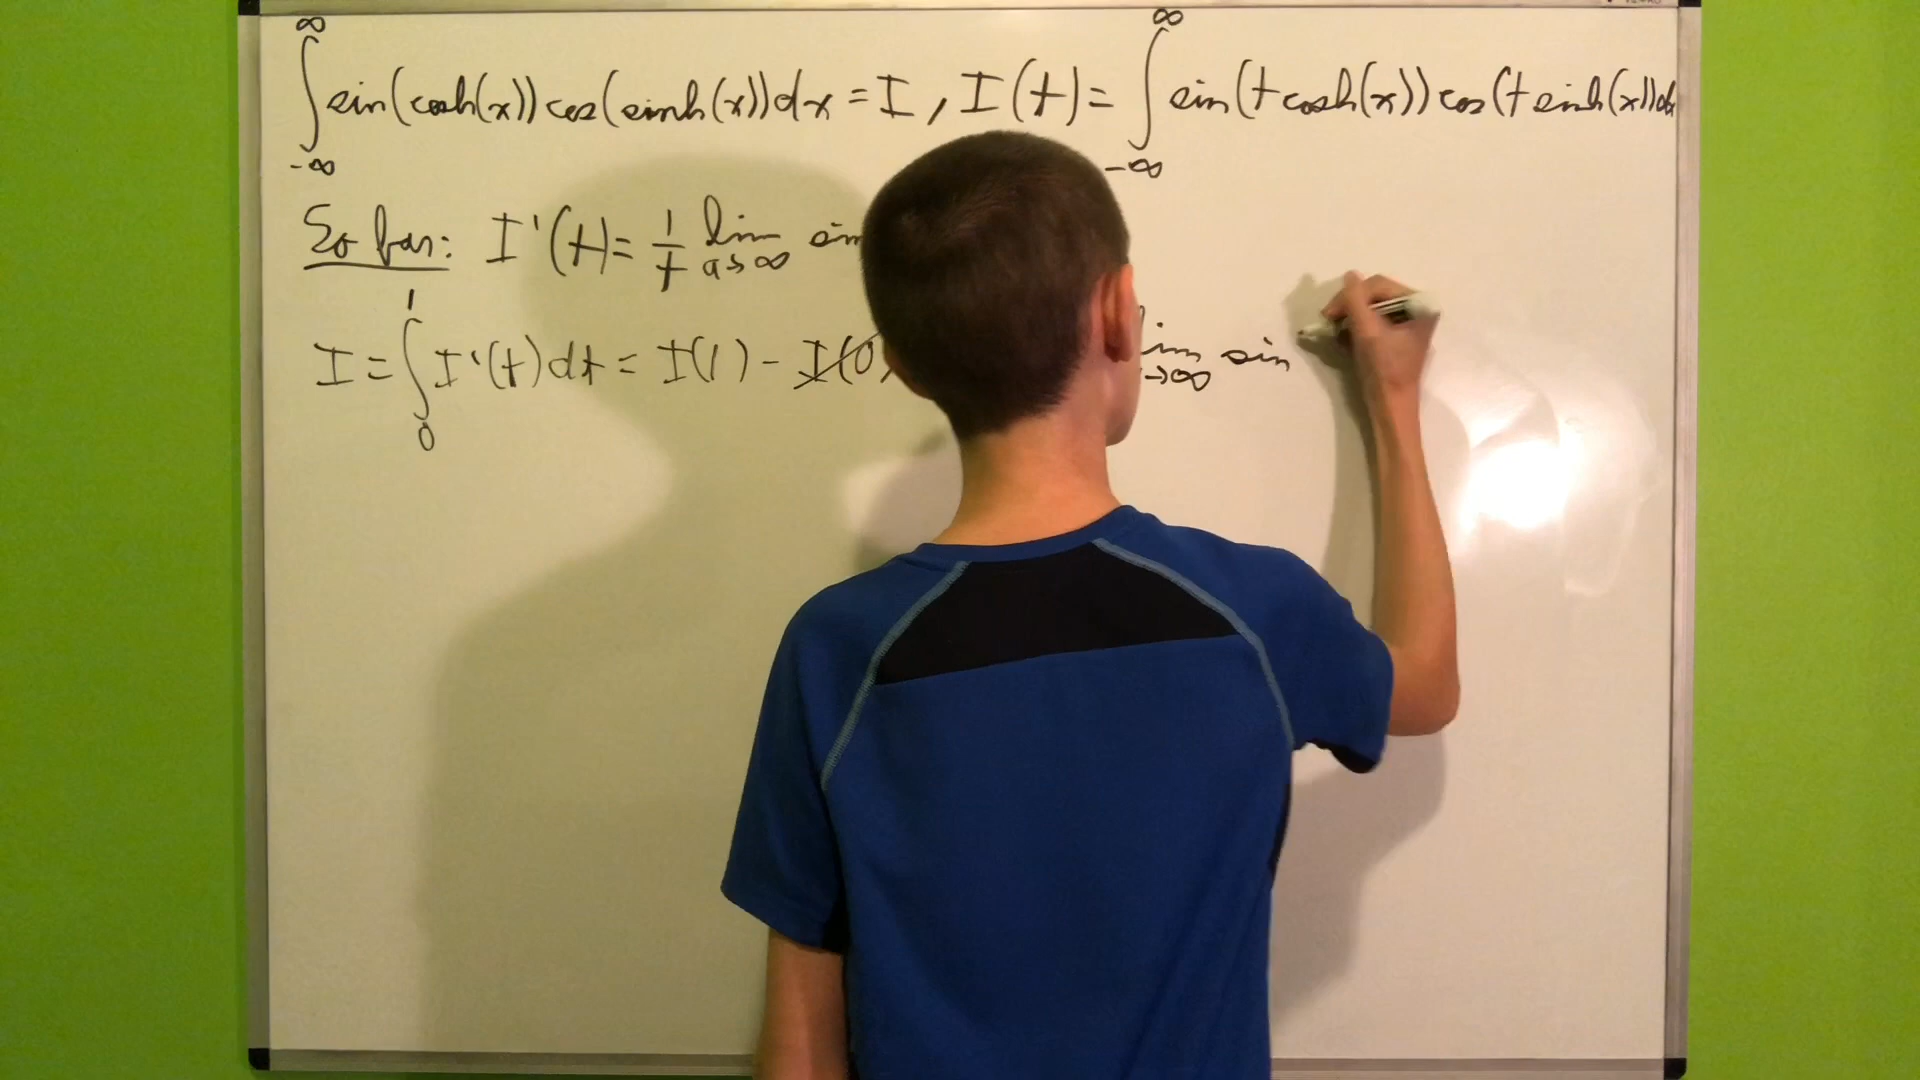 ∫_{-∞}^{∞} sin(cosh(x)) cos(sinh(x)) dx = I , I(t) = ∫_{-∞}^{∞} sin(t cosh(x)) cos(t sinh(x)) dx
So far: I'(t) = 1/t lim a→∞ sin
I = ∫_{0}^{1} I'(t) dt = I(1) - I(0) lim →∞ sin